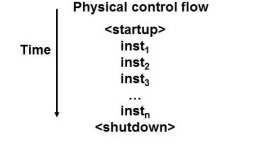 Physical control flow
<startup>
Time
inst₁
inst₂
inst₃
...
instₙ
<shutdown>